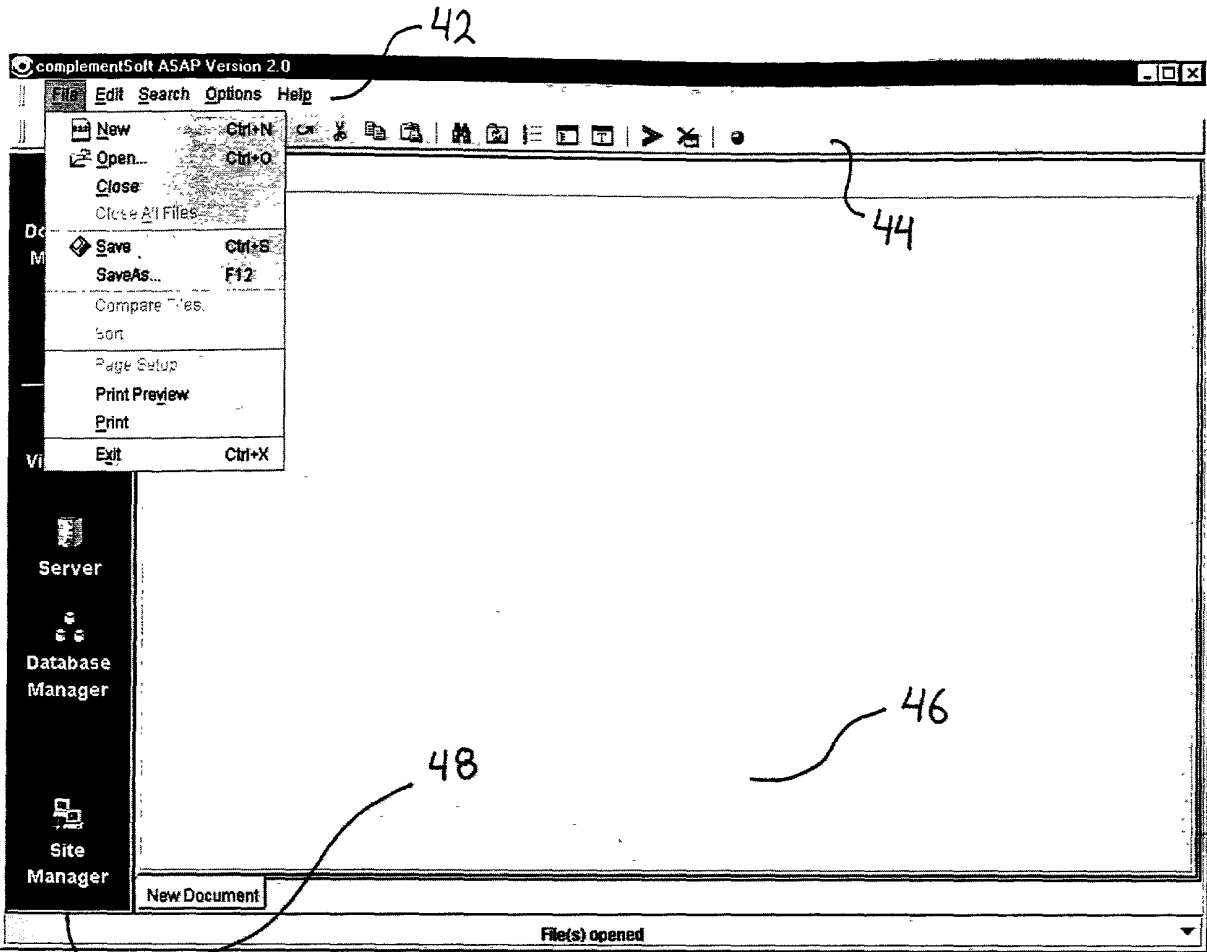 42
complementSoft ASAP Version 2.0
File Edit Search Options Help
New Ctrl+N
Open... Ctrl+O
Close
Close All Files
44
Save Ctrl+S
SaveAs... F12
Compare Files
Sort
Page Setup
Print Preview
Print
Exit Ctrl+X
Do
M
Vi
Server
Database
Manager
46
48
Site
Manager
New Document
File(s) opened